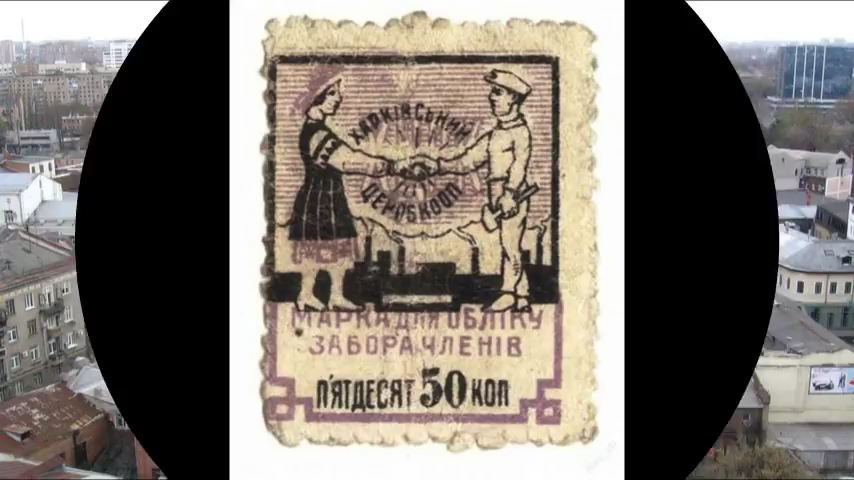 ХАРКІВСЬКИЙ
ЦЕРОБКООП
МАРКА ДЛЯ ОБЛІКУ
ЗАБОРА ЧЛЕНІВ
П'ЯТДЕСЯТ 50 КОП